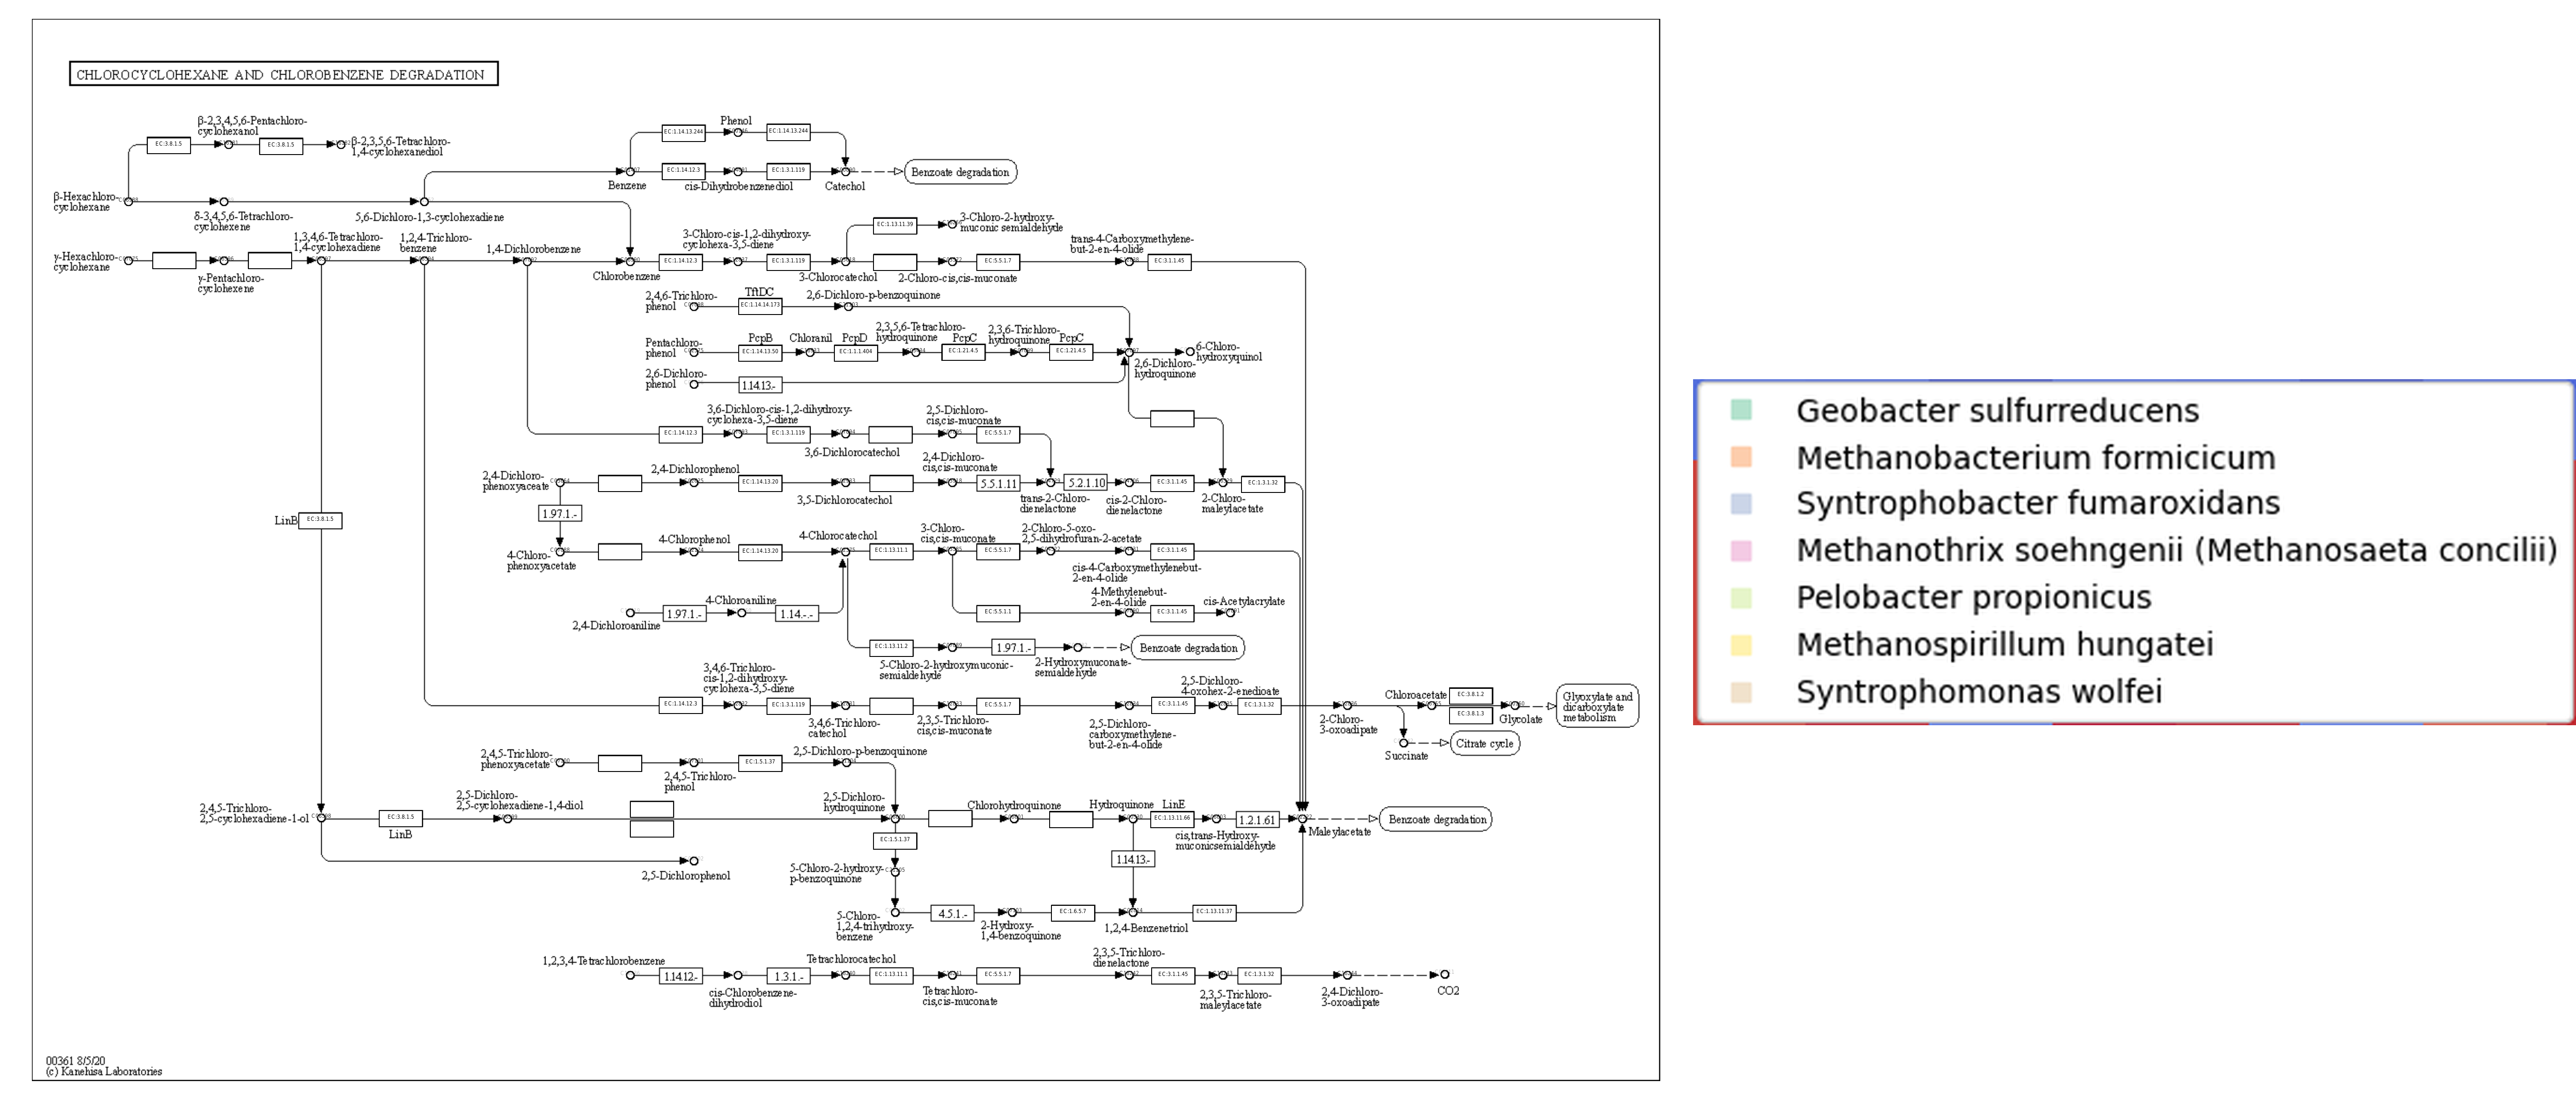 CHLOROCYCLOHEXANE AND CHLOROBENZENE DEGRADATION
β-2,3,4,5,6-Pentachloro-
cyclohexanol
EC:3.8.1.5
EC:3.8.1.5
β-2,3,5,6-Tetrachloro-
1,4-cyclohexanediol
Phenol
EC:1.14.13.244
EC:1.14.13.244
Benzene
EC:1.14.12.3
cis-Dihydrobenzenediol
EC:1.3.1.119
Catechol
Benzoate degradation
β-Hexachloro-
cyclohexane
δ-3,4,5,6-Tetrachloro-
cyclohexene
5,6-Dichloro-1,3-cyclohexadiene
γ-Hexachloro-
cyclohexane
γ-Pentachloro-
cyclohexene
1,3,4,6-Tetrachloro-
1,4-cyclohexadiene
1,2,4-Trichloro-
benzene
1,4-Dichlorobenzene
Chlorobenzene
EC:1.14.12.3
3-Chloro-cis-1,2-dihydroxy-
cyclohexa-3,5-diene
EC:1.3.1.119
3-Chlorocatechol
EC:1.13.11.39
3-Chloro-2-hydroxy-
muconic semialdehyde
2-Chloro-cis,cis-muconate
EC:5.5.1.7
trans-4-Carboxymethylene-
but-2-en-4-olide
EC:3.1.1.45
2,4,6-Trichloro-
phenol
TftDC
EC:1.14.14.173
2,6-Dichloro-p-benzoquinone
Pentachloro-
phenol
PcpB
EC:1.14.13.50
Chloranil
PcpD
EC:1.1.1.404
2,3,5,6-Tetrachloro-
hydroquinone
PcpC
EC:1.21.4.5
2,3,6-Trichloro-
hydroquinone
PcpC
EC:1.21.4.5
2,6-Dichloro-
hydroquinone
6-Chloro-
hydroxyquinol
2,6-Dichloro-
phenol
1.14.13.-
EC:1.14.12.3
3,6-Dichloro-cis-1,2-dihydroxy-
cyclohexa-3,5-diene
EC:1.3.1.119
3,6-Dichlorocatechol
2,5-Dichloro-
cis,cis-muconate
EC:5.5.1.7
2,4-Dichloro-
phenoxyaceate
2,4-Dichlorophenol
EC:1.14.13.20
3,5-Dichlorocatechol
2,4-Dichloro-
cis,cis-muconate
5.5.1.11
trans-2-Chloro-
dienelactone
5.2.1.10
cis-2-Chloro-
dienelactone
EC:3.1.1.45
2-Chloro-
maleylacetate
EC:1.3.1.32
1.97.1.-
LinB
EC:3.8.1.5
4-Chloro-
phenoxyacetate
4-Chlorophenol
EC:1.14.13.20
4-Chlorocatechol
EC:1.13.11.1
3-Chloro-
cis,cis-muconate
EC:5.5.1.7
2-Chloro-5-oxo-
2,5-dihydrofuran-2-acetate
EC:3.1.1.45
cis-4-Carboxymethylenebut-
2-en-4-olide
2,4-Dichloroaniline
1.97.1.-
4-Chloroaniline
1.14.-.-
EC:5.5.1.1
4-Methylenebut-
2-en-4-olide
EC:3.1.1.45
cis-Acetylacrylate
EC:1.13.11.2
5-Chloro-2-hydroxymuconic-
semialdehyde
1.97.1.-
2-Hydroxymuconate-
semialdehyde
Benzoate degradation
EC:1.14.12.3
3,4,6-Trichloro-
cis-1,2-dihydroxy-
cyclohexa-3,5-diene
EC:1.3.1.119
3,4,6-Trichloro-
catechol
2,3,5-Trichloro-
cis,cis-muconate
EC:5.5.1.7
2,5-Dichloro-
carboxymethylene-
but-2-en-4-olide
EC:3.1.1.45
2,5-Dichloro-
4-oxohex-2-enedioate
EC:1.3.1.32
2-Chloro-
3-oxoadipate
Chloroacetate
EC:3.8.1.2
EC:3.8.1.3
Glycolate
Glyoxylate and
dicarboxylate
metabolism
Succinate
Citrate cycle
2,4,5-Trichloro-
phenoxyacetate
2,4,5-Trichloro-
phenol
EC:1.5.1.37
2,5-Dichloro-p-benzoquinone
2,4,5-Trichloro-
2,5-cyclohexadiene-1-ol
EC:3.8.1.5
LinB
2,5-Dichloro-
2,5-cyclohexadiene-1,4-diol
2,5-Dichloro-
hydroquinone
Chlorohydroquinone
Hydroquinone
LinE
EC:1.13.11.66
cis,trans-Hydroxy-
muconicsemialdehyde
1.2.1.61
Maleylacetate
Benzoate degradation
EC:1.5.1.37
2,5-Dichlorophenol
5-Chloro-2-hydroxy-
p-benzoquinone
1.14.13.-
5-Chloro-
1,2,4-trihydroxy-
benzene
4.5.1.-
2-Hydroxy-
1,4-benzoquinone
EC:1.6.5.7
1,2,4-Benzenetriol
EC:1.13.11.37
1,2,3,4-Tetrachlorobenzene
1.14.12.-
cis-Chlorobenzene-
dihydrodiol
1.3.1.-
Tetrachlorocatechol
EC:1.13.11.1
Tetrachloro-
cis,cis-muconate
EC:5.5.1.7
2,3,5-Trichloro-
dienelactone
EC:3.1.1.45
2,3,5-Trichloro-
maleylacetate
EC:1.3.1.32
2,4-Dichloro-
3-oxoadipate
CO2
00361 8/5/20
(c) Kanehisa Laboratories
Geobacter sulfurreducens
Methanobacterium formicicum
Syntrophobacter fumaroxidans
Methanothrix soehngenii (Methanosaeta concilii)
Pelobacter propionicus
Methanospirillum hungatei
Syntrophomonas wolfei